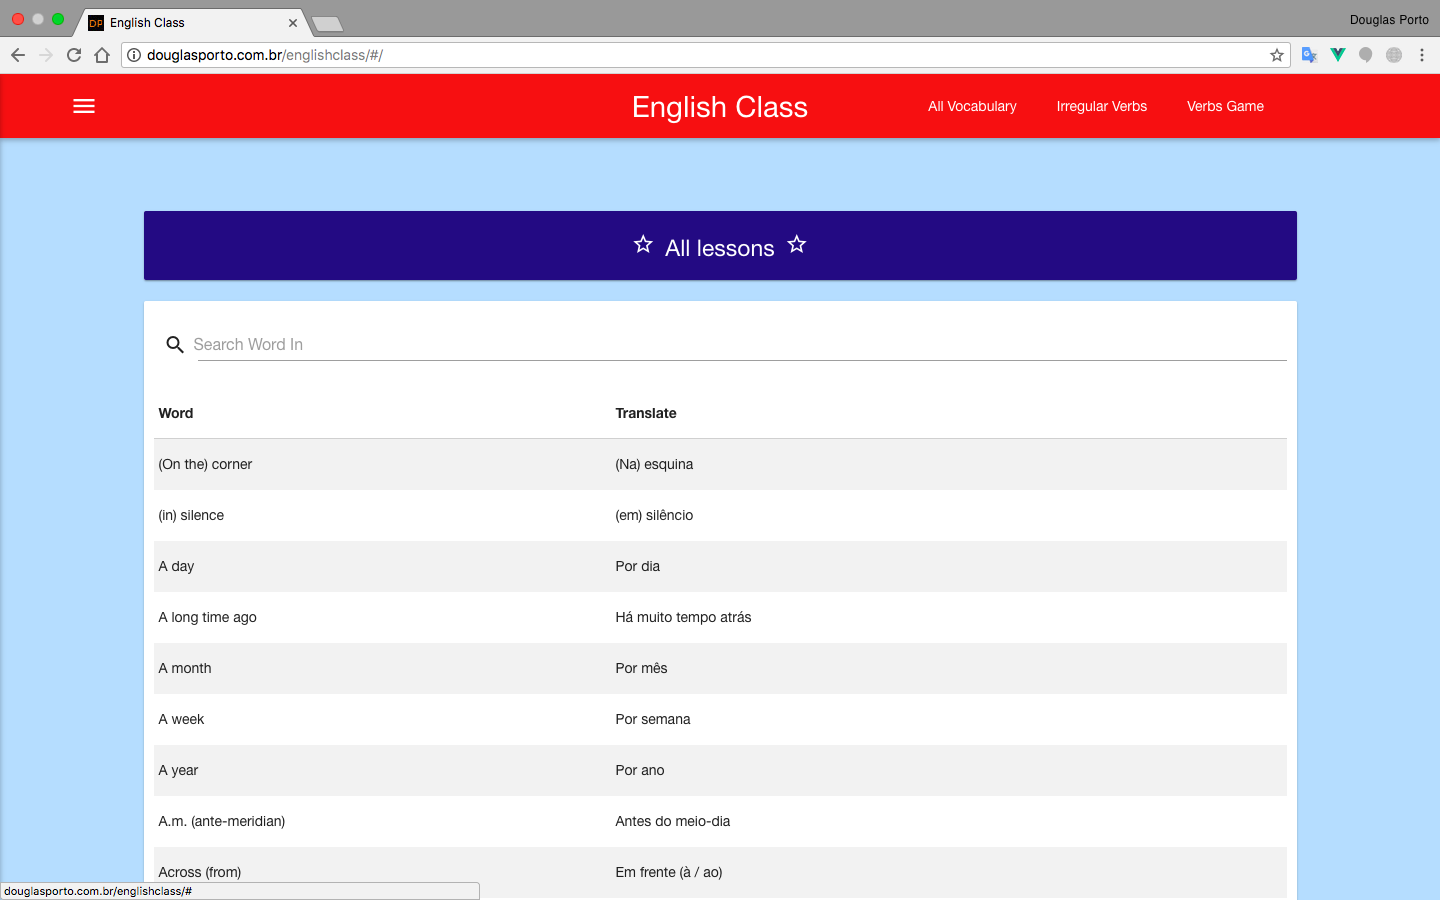 English Class
Douglas Porto
douglasporto.com.br/englishclass/#/
English Class
All Vocabulary
Irregular Verbs
Verbs Game
All lessons
Search Word In
Word Translate
(On the) corner (Na) esquina
(in) silence (em) silêncio
A day Por dia
A long time ago Há muito tempo atrás
A month Por mês
A week Por semana
A year Por ano
A.m. (ante-meridian) Antes do meio-dia
Across (from) Em frente (à / ao)
douglasporto.com.br/englishclass/#